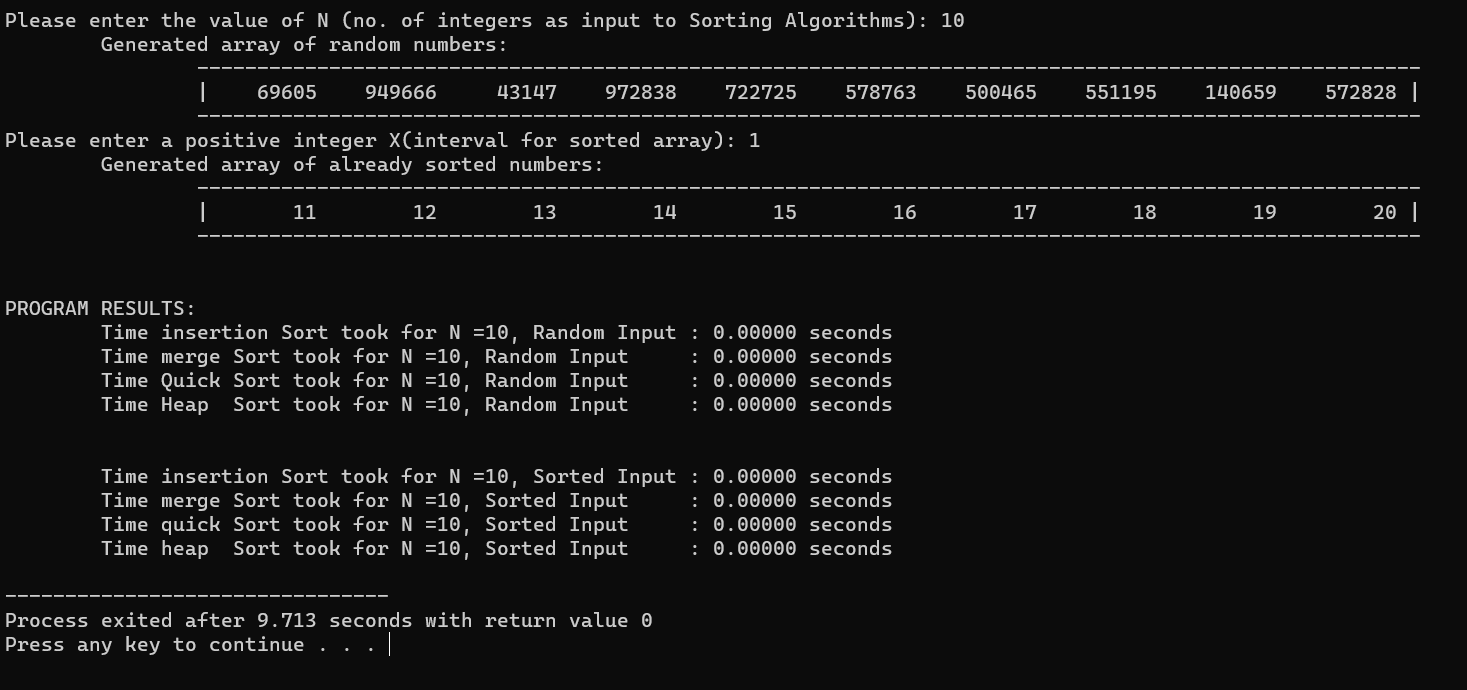 Please enter the value of N (no. of integers as input to Sorting Algorithms): 10
        Generated array of random numbers:
                ------------------------------------------------------------------------------------------------------
                |    69605    949666     43147    972838    722725    578763    500465    551195    140659    572828 |
                ------------------------------------------------------------------------------------------------------
Please enter a positive integer X(interval for sorted array): 1
        Generated array of already sorted numbers:
                ------------------------------------------------------------------------------------------------------
                |       11        12        13        14        15        16        17        18        19        20 |
                ------------------------------------------------------------------------------------------------------
PROGRAM RESULTS:
        Time insertion Sort took for N =10, Random Input : 0.00000 seconds
        Time merge Sort took for N =10, Random Input     : 0.00000 seconds
        Time Quick Sort took for N =10, Random Input     : 0.00000 seconds
        Time Heap  Sort took for N =10, Random Input     : 0.00000 seconds
        Time insertion Sort took for N =10, Sorted Input : 0.00000 seconds
        Time merge Sort took for N =10, Sorted Input     : 0.00000 seconds
        Time quick Sort took for N =10, Sorted Input     : 0.00000 seconds
        Time heap  Sort took for N =10, Sorted Input     : 0.00000 seconds
--------------------------------
Process exited after 9.713 seconds with return value 0
Press any key to continue . . .